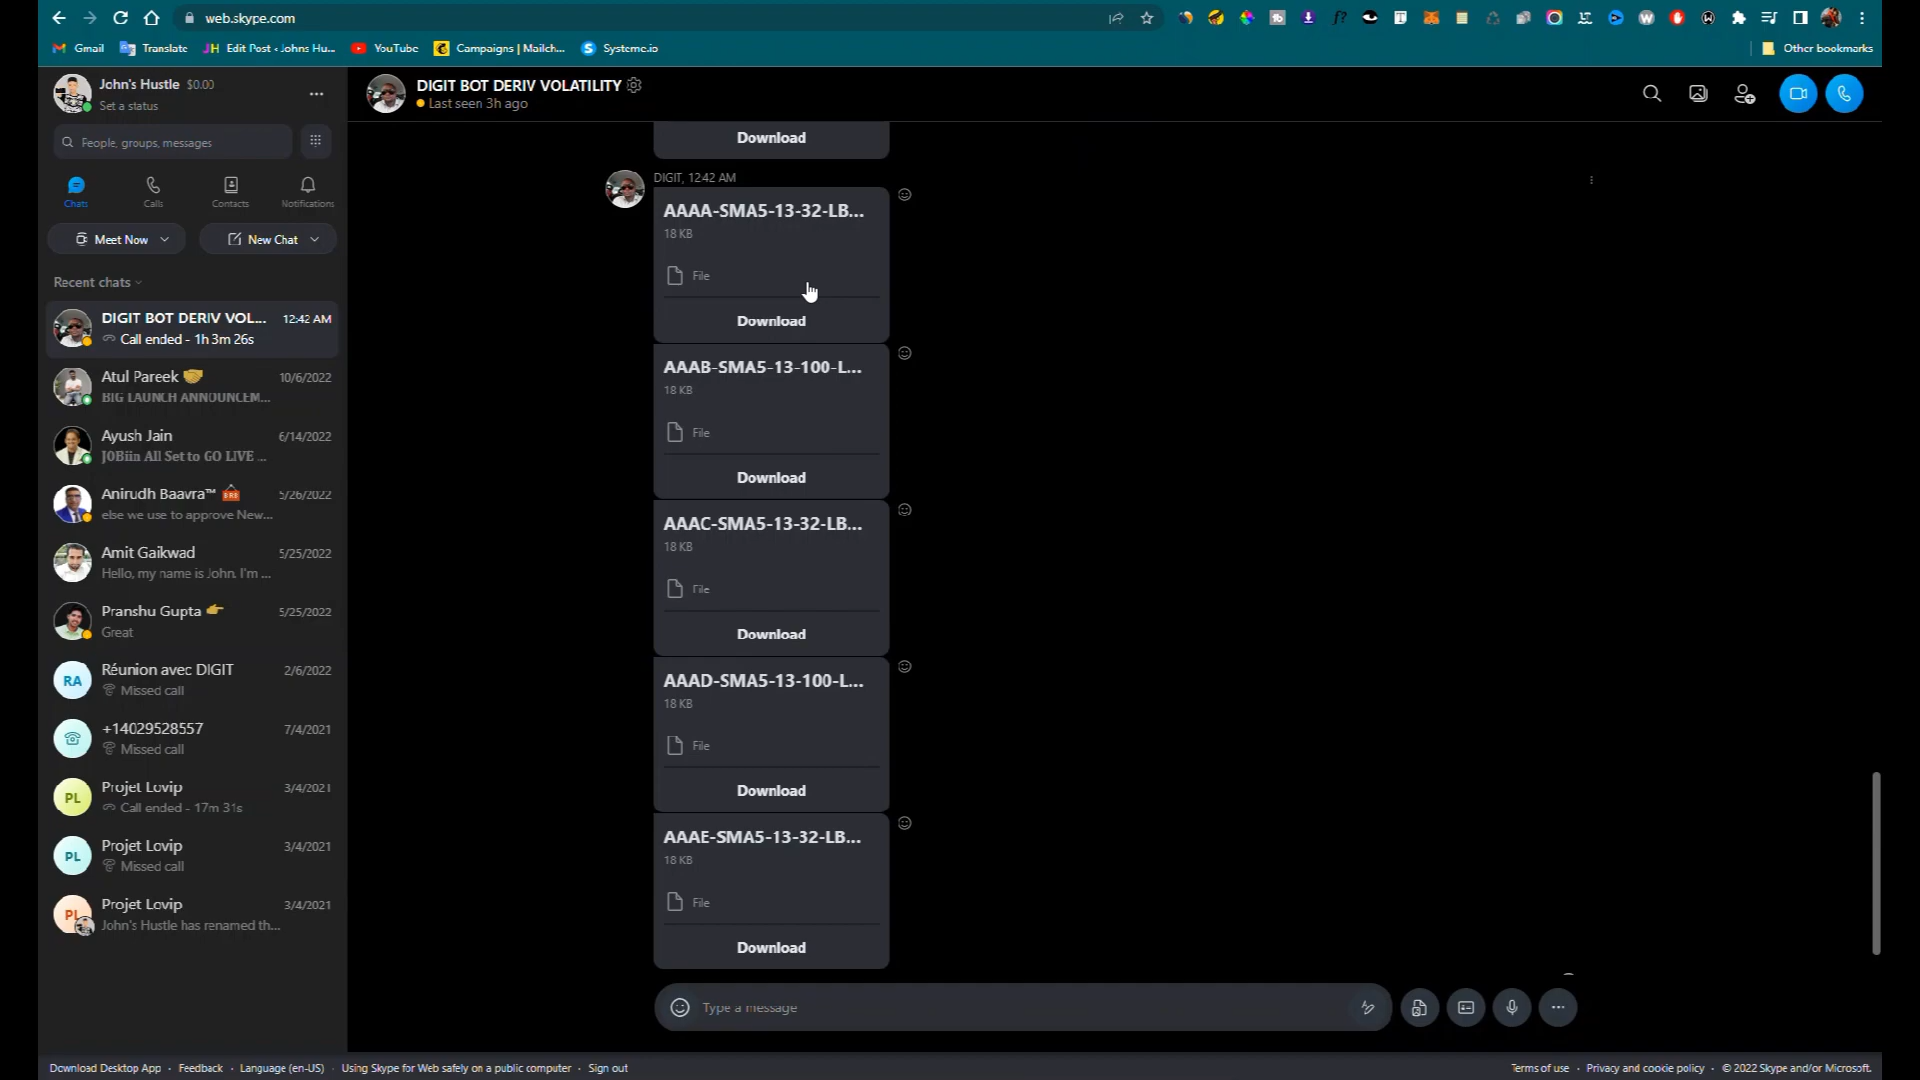 web.skype.com
Gmail
Translate
Edit Post ‹ Johns Hu...
YouTube
Campaigns | Mailch...
Systeme.io
Other bookmarks
John's Hustle $0.00
Set a status
People, groups, messages
Chats
Calls
Contacts
Notifications
Meet Now
New Chat
Recent chats
DIGIT BOT DERIV VOL... 12:42 AM
Call ended - 1h 3m 26s
Atul Pareek 10/6/2022
BIG LAUNCH ANNOUNCEM...
Ayush Jain 6/14/2022
JOBiin All Set to GO LIVE ...
Anirudh Baavra™ 5/26/2022
else we use to approve New...
Amit Gaikwad 5/25/2022
Hello, my name is John. I'm ...
Pranshu Gupta 5/25/2022
Great
RA
Réunion avec DIGIT 2/6/2022
Missed call
+14029528557 7/4/2021
Missed call
PL
Projet Lovip 3/4/2021
Call ended - 17m 31s
PL
Projet Lovip 3/4/2021
Missed call
PL
Projet Lovip 3/4/2021
John's Hustle has renamed th...
DIGIT BOT DERIV VOLATILITY
Last seen 3h ago
Download
DIGIT, 12:42 AM
AAAA-SMA5-13-32-LB...
18 KB
File
Download
AAAB-SMA5-13-100-L...
18 KB
File
Download
AAAC-SMA5-13-32-LB...
18 KB
File
Download
AAAD-SMA5-13-100-L...
18 KB
File
Download
AAAE-SMA5-13-32-LB...
18 KB
File
Download
Type a message
Download Desktop App · Feedback · Language (en-US) · Using Skype for Web safely on a public computer · Sign out
Terms of use · Privacy and cookie policy · © 2022 Skype and/or Microsoft.